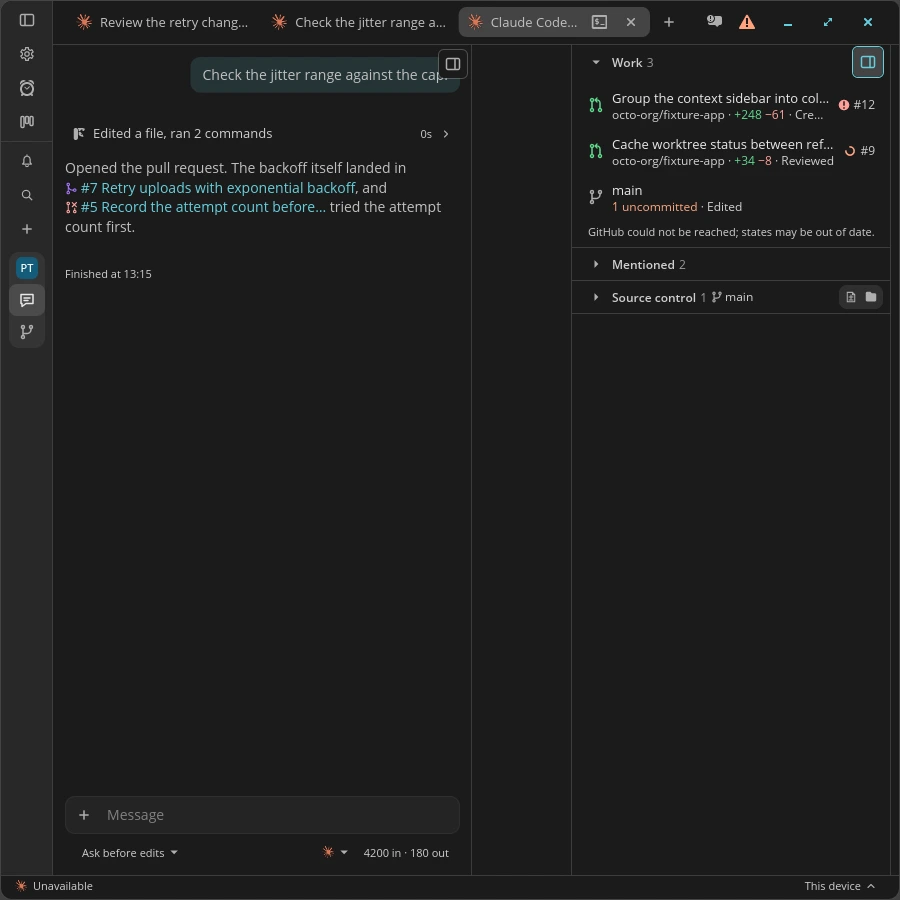 Review the retry chang...
Check the jitter range a...
Claude Code...
Check the jitter range against the cap.
Edited a file, ran 2 commands
0s
Opened the pull request. The backoff itself landed in
#7 Retry uploads with exponential backoff, and
#5 Record the attempt count before... tried the attempt
count first.
Finished at 13:15
Message
Ask before edits
4200 in · 180 out
Work 3
Group the context sidebar into col...
#12
octo-org/fixture-app · +248 −61 · Cre...
Cache worktree status between ref...
#9
octo-org/fixture-app · +34 −8 · Reviewed
main
1 uncommitted · Edited
GitHub could not be reached; states may be out of date.
Mentioned 2
Source control 1 main
PT
Unavailable
This device